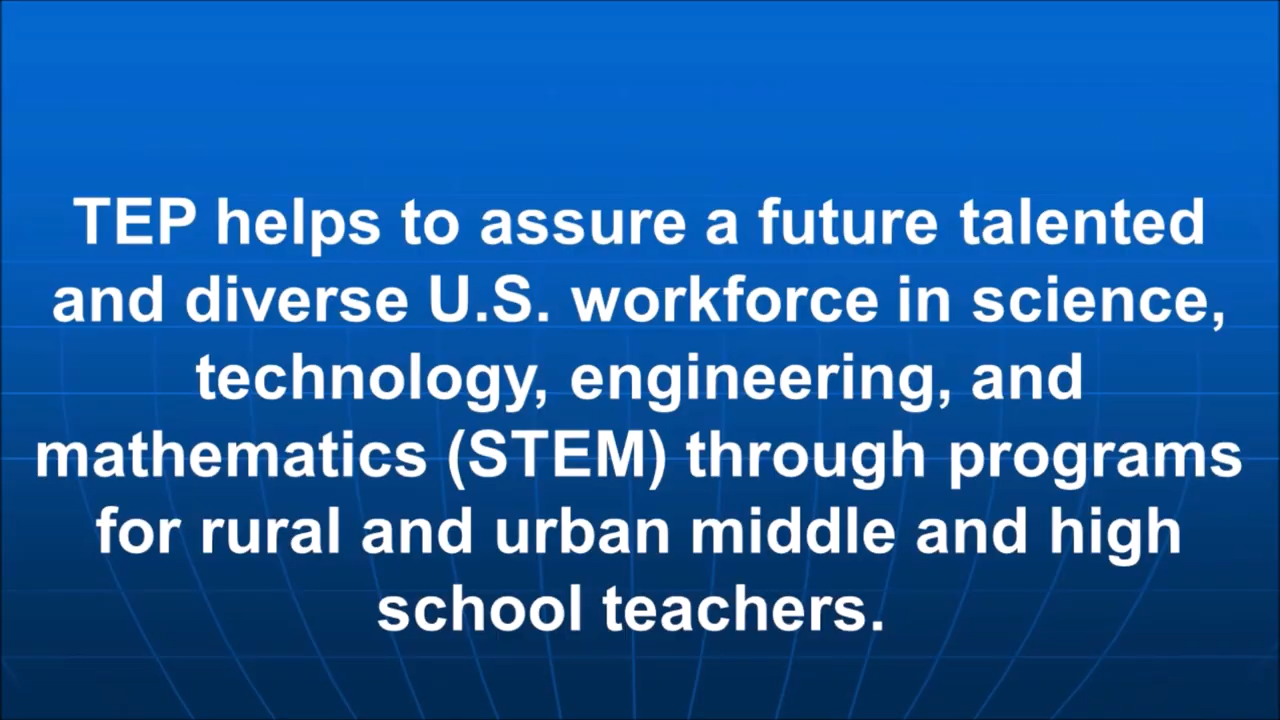 TEP helps to assure a future talented
and diverse U.S. workforce in science,
technology, engineering, and
mathematics (STEM) through programs
for rural and urban middle and high
school teachers.